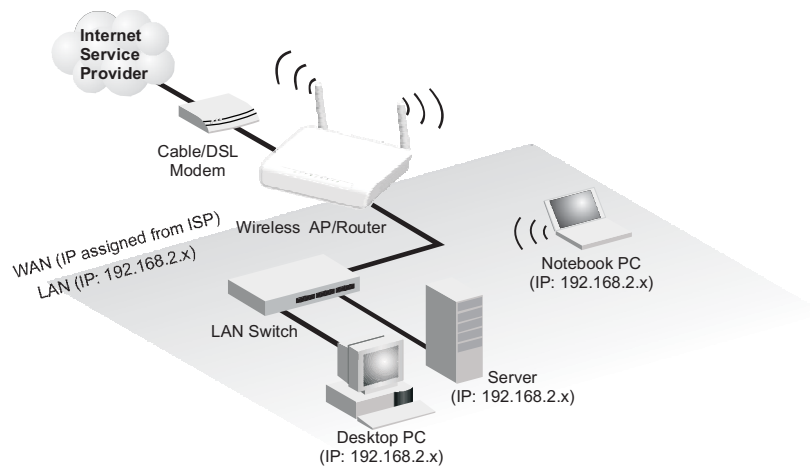 Internet
Service
Provider
Cable/DSL
Modem
Wireless AP/Router
WAN (IP assigned from ISP)
LAN (IP: 192.168.2.x)
Notebook PC
(IP: 192.168.2.x)
LAN Switch
Server
(IP: 192.168.2.x)
Desktop PC
(IP: 192.168.2.x)